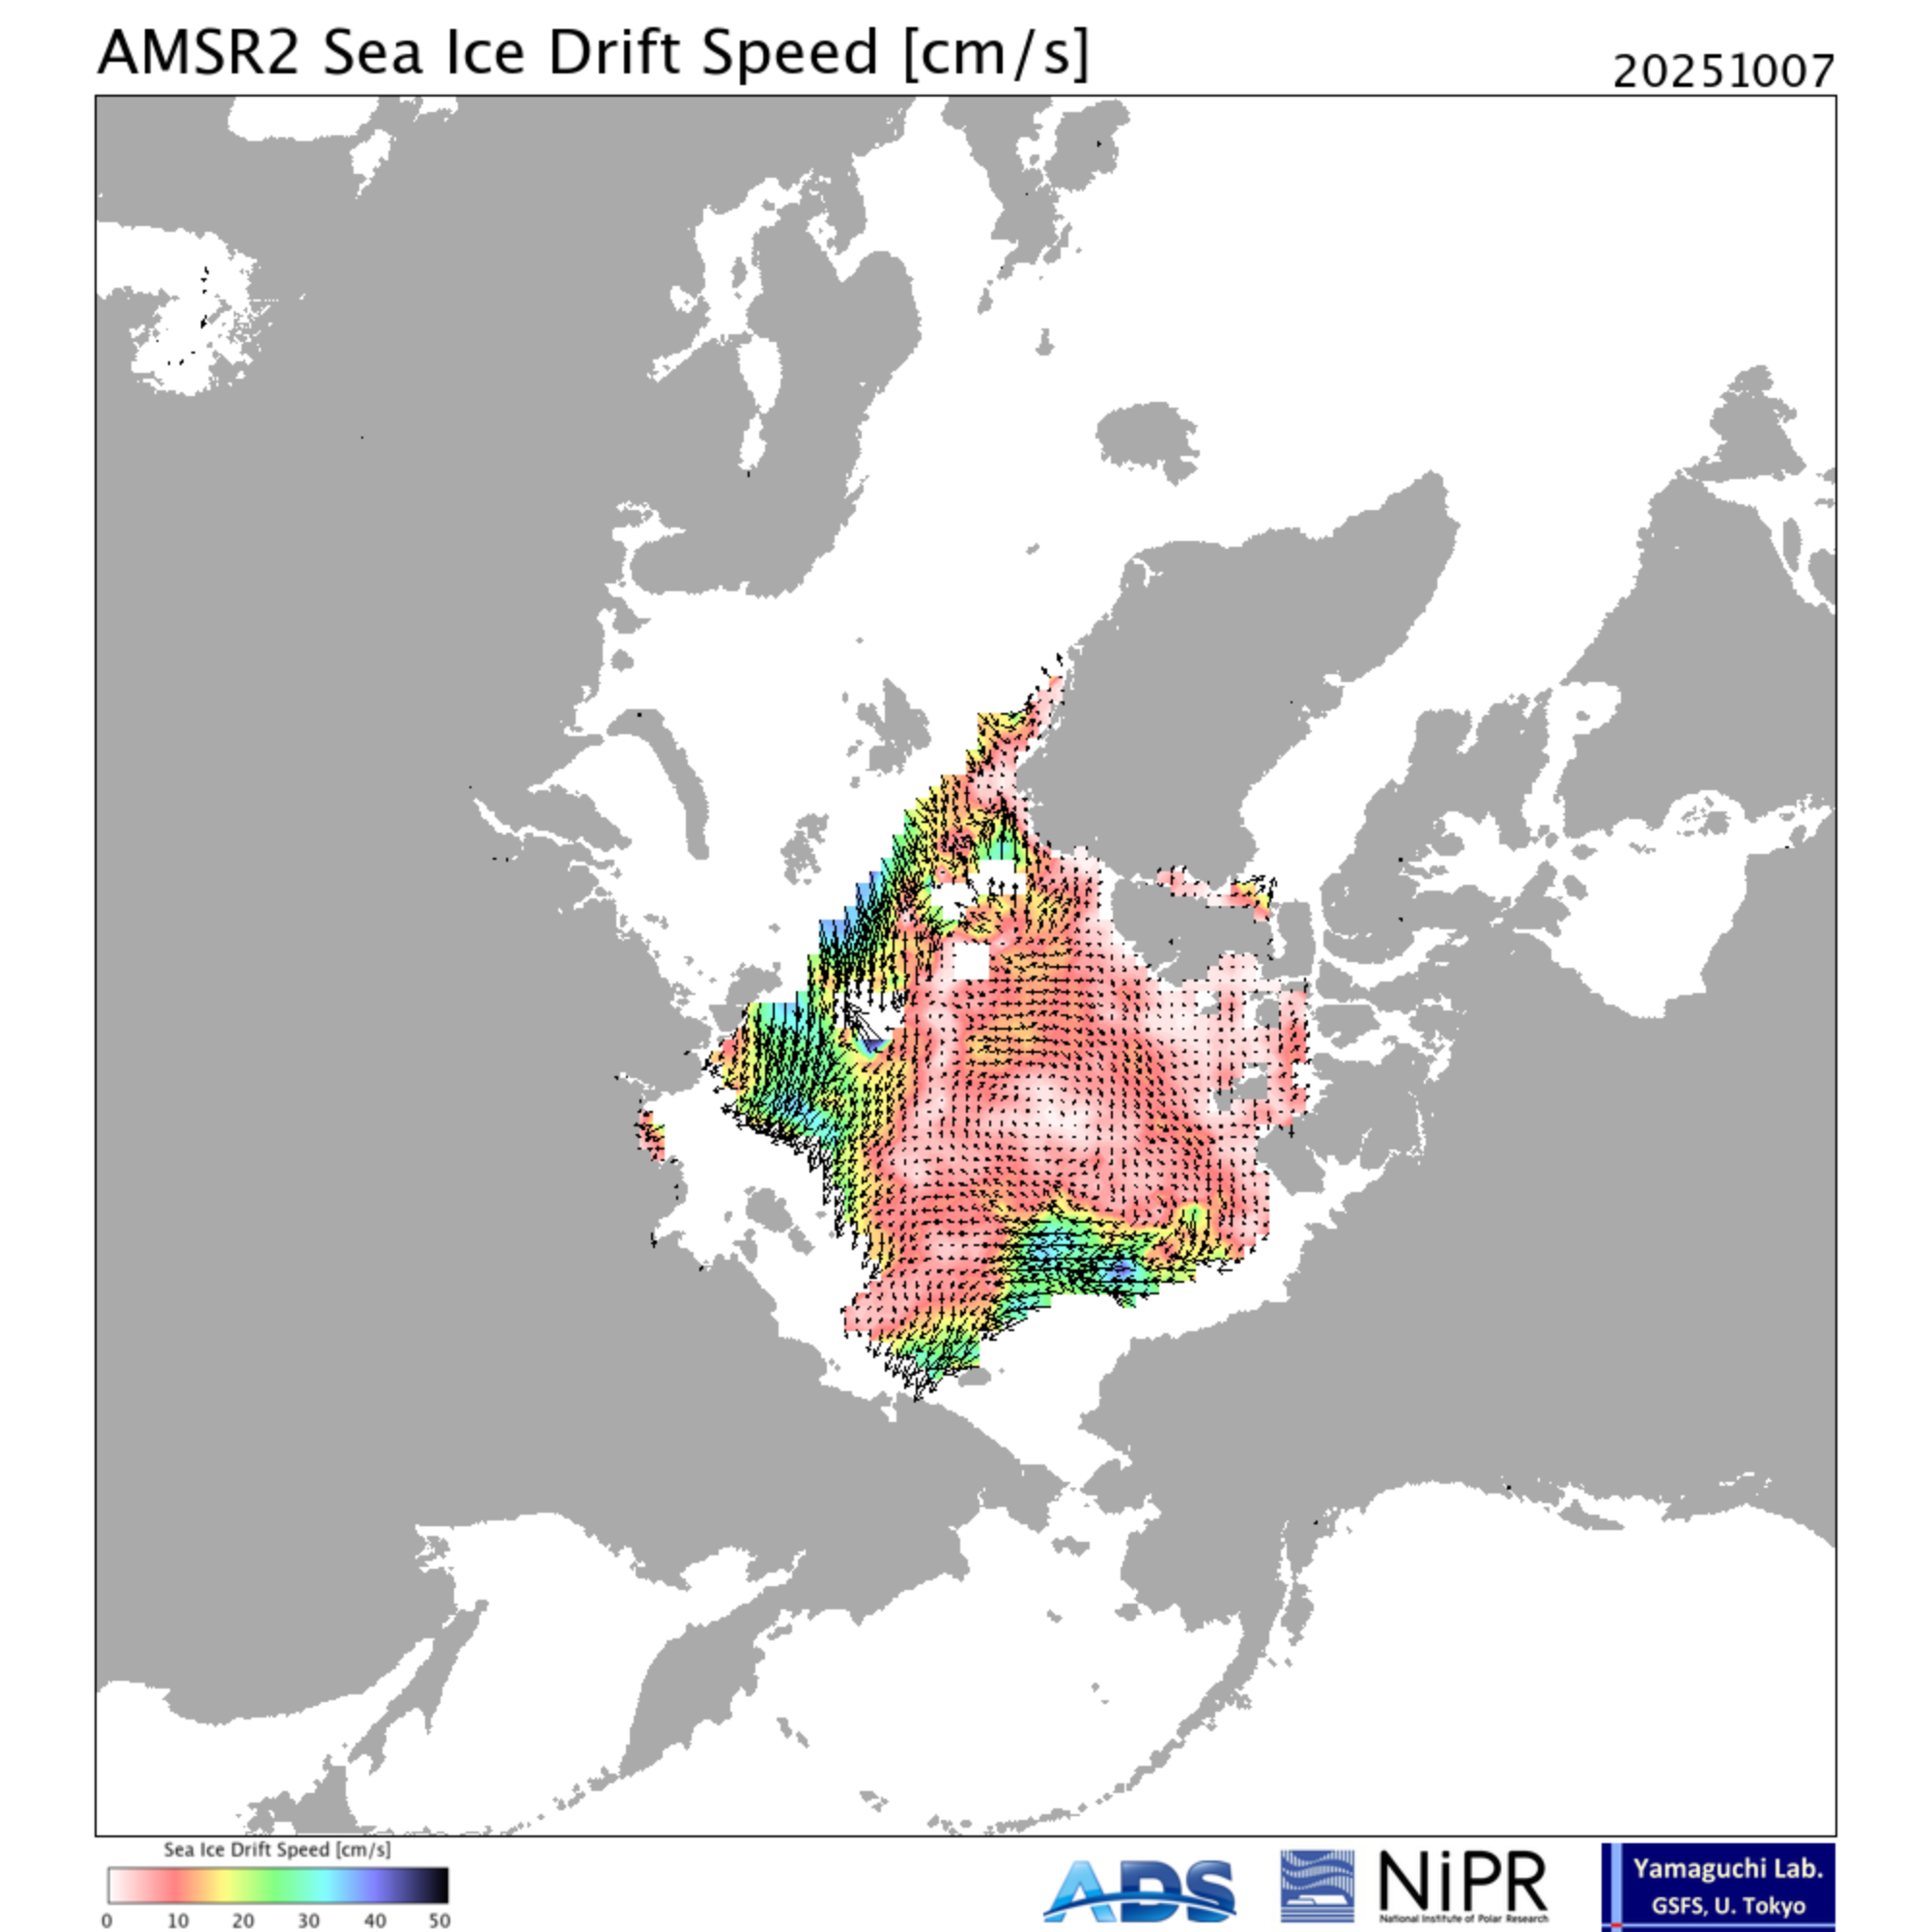 AMSR2 Sea Ice Drift Speed [cm/s]
20251007
Sea Ice Drift Speed [cm/s]
0 10 20 30 40 50
ADS
NiPR
National Institute of Polar Research
Yamaguchi Lab.
GSFS, U. Tokyo